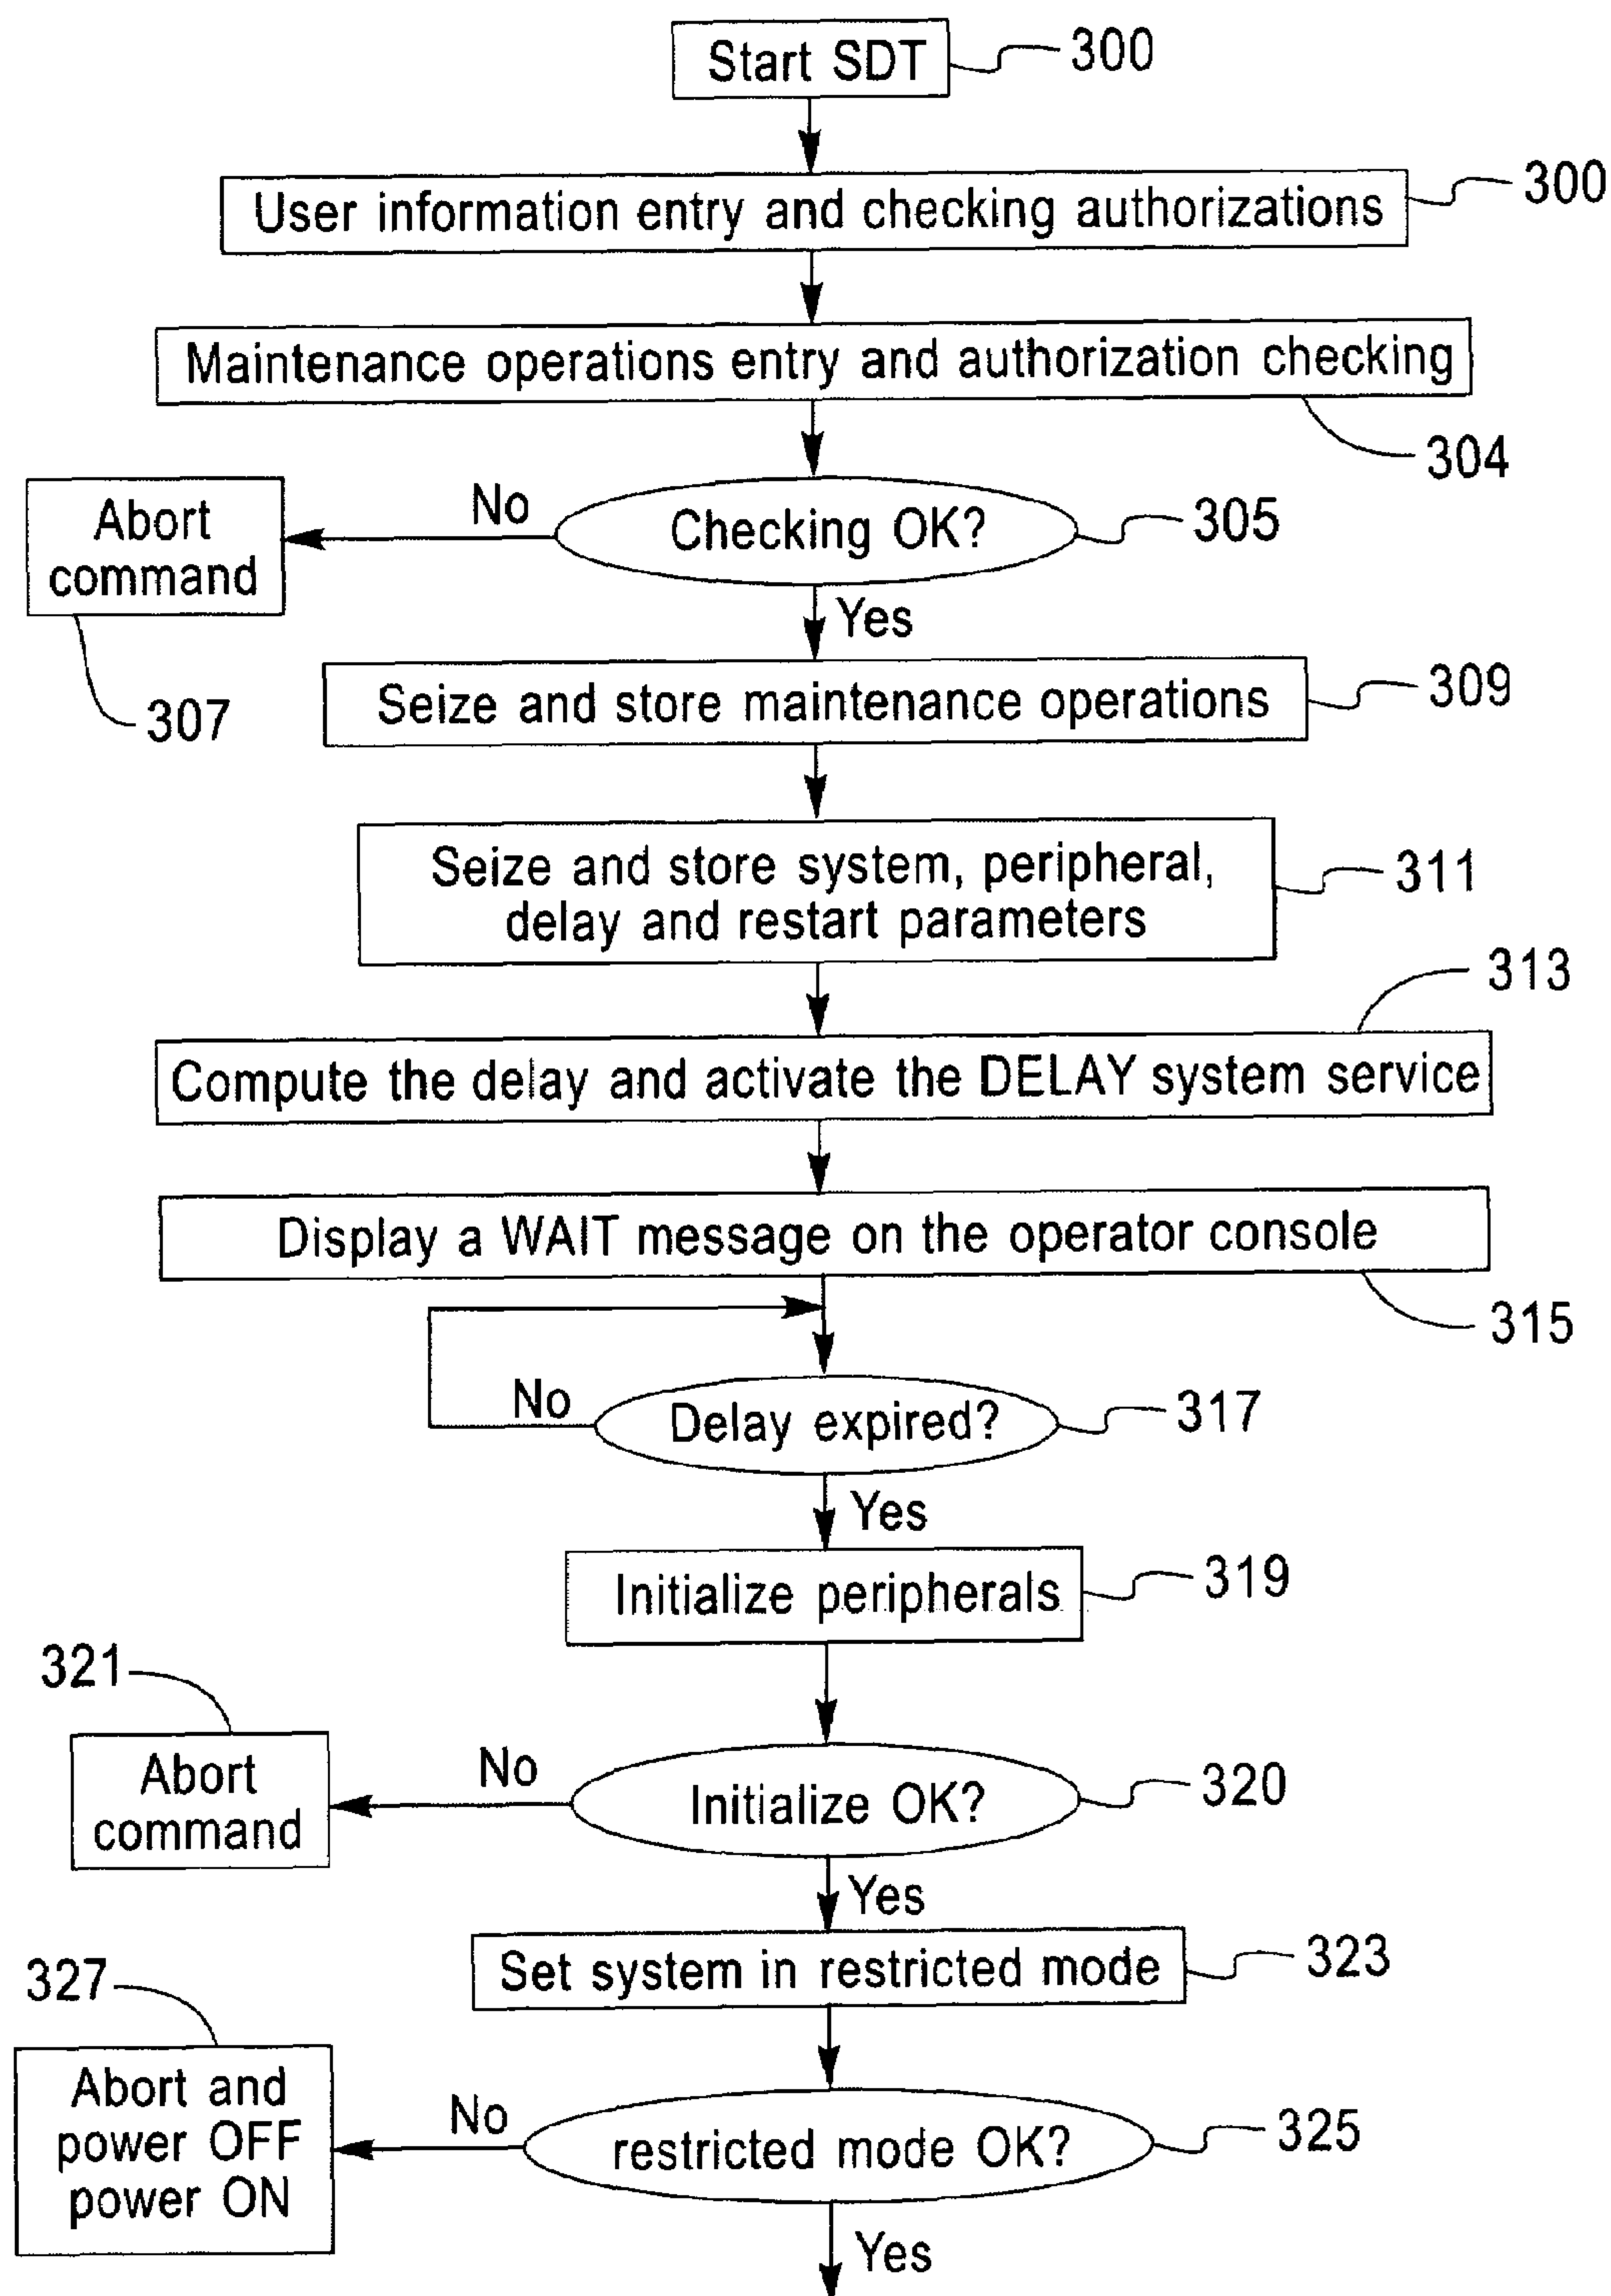 Start SDT
300
User information entry and checking authorizations
300
Maintenance operations entry and authorization checking
304
Checking OK?
305
No
Abort
command
307
Yes
Seize and store maintenance operations
309
Seize and store system, peripheral,
delay and restart parameters
311
313
Compute the delay and activate the DELAY system service
Display a WAIT message on the operator console
315
No
Delay expired?
317
Yes
Initialize peripherals
319
321
Abort
command
No
Initialize OK?
320
Yes
Set system in restricted mode
323
327
Abort and
power OFF
power ON
No
restricted mode OK?
325
Yes